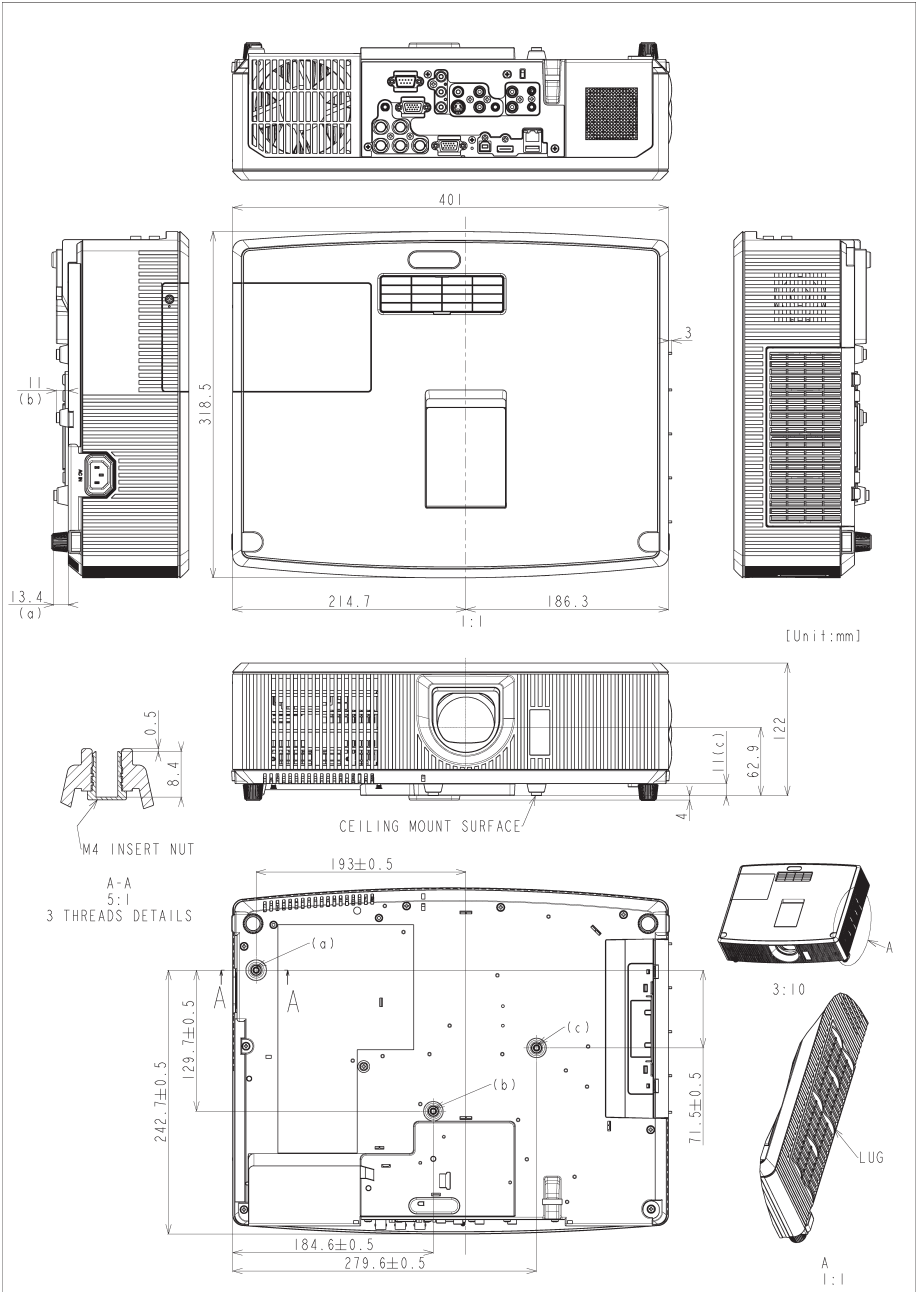 401
3
11
(b)
318.5
AC IN
13.4
(a)
214.7
186.3
1:1
[Unit:mm]
0.5
8.4
122
11(c)
62.9
4
CEILING MOUNT SURFACE
M4 INSERT NUT
A-A
5:1
3 THREADS DETAILS
193±0.5
(a)
A
A
A
3:10
(c)
129.7±0.5
(b)
242.7±0.5
71.5±0.5
LUG
184.6±0.5
279.6±0.5
A
1:1